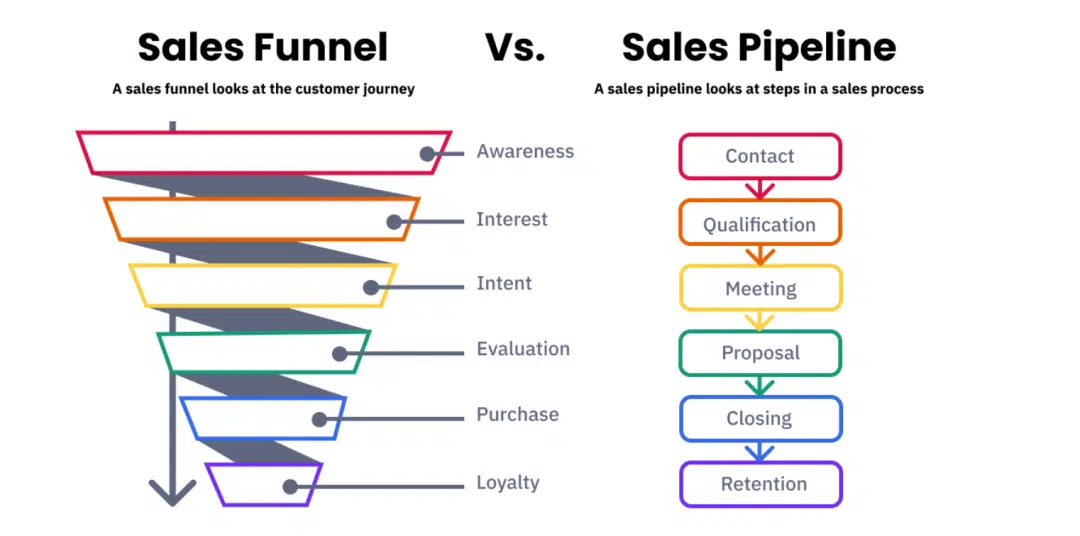 Sales Funnel Vs. Sales Pipeline
A sales funnel looks at the customer journey
A sales pipeline looks at steps in a sales process
Awareness
Interest
Intent
Evaluation
Purchase
Loyalty
Contact
Qualification
Meeting
Proposal
Closing
Retention